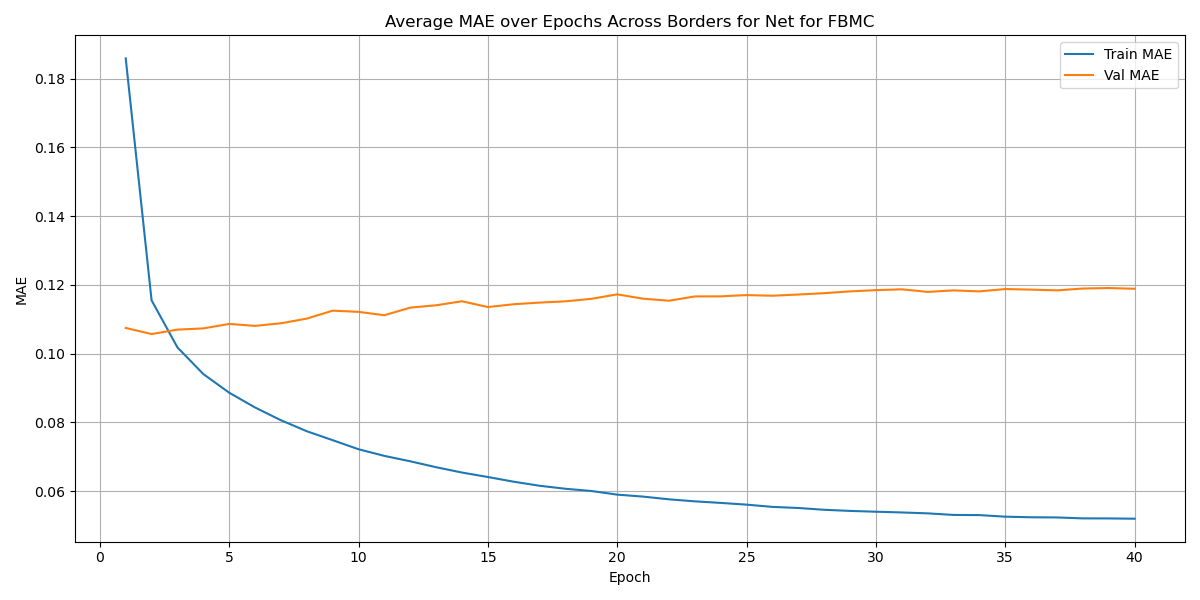 Average MAE over Epochs Across Borders for Net for FBMC
Train MAE
Val MAE
0.18
0.16
0.14
0.12
0.10
0.08
0.06
MAE
0 5 10 15 20 25 30 35 40
Epoch